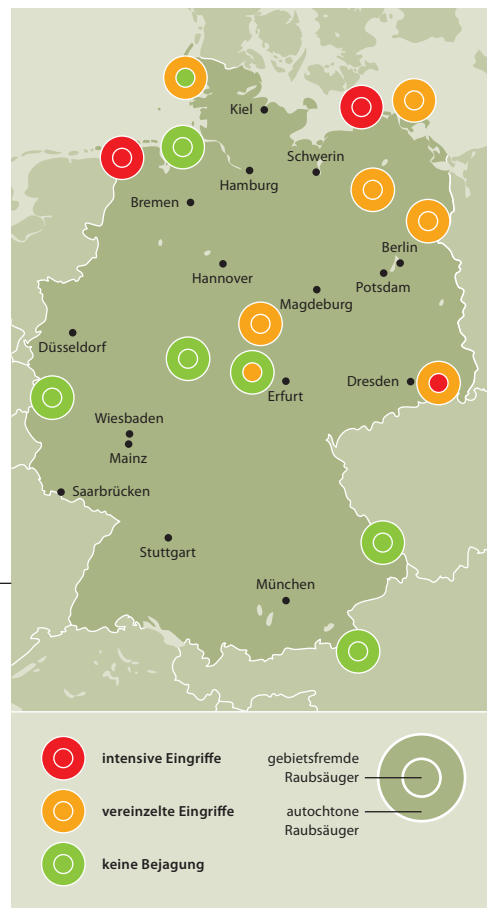 Kiel
Schwerin
Hamburg
Bremen
Berlin
Hannover
Potsdam
Magdeburg
Düsseldorf
Dresden
Erfurt
Wiesbaden
Mainz
Saarbrücken
Stuttgart
München
intensive Eingriffe
vereinzelte Eingriffe
keine Bejagung
gebietsfremde
Raubsäuger
autochtone
Raubsäuger